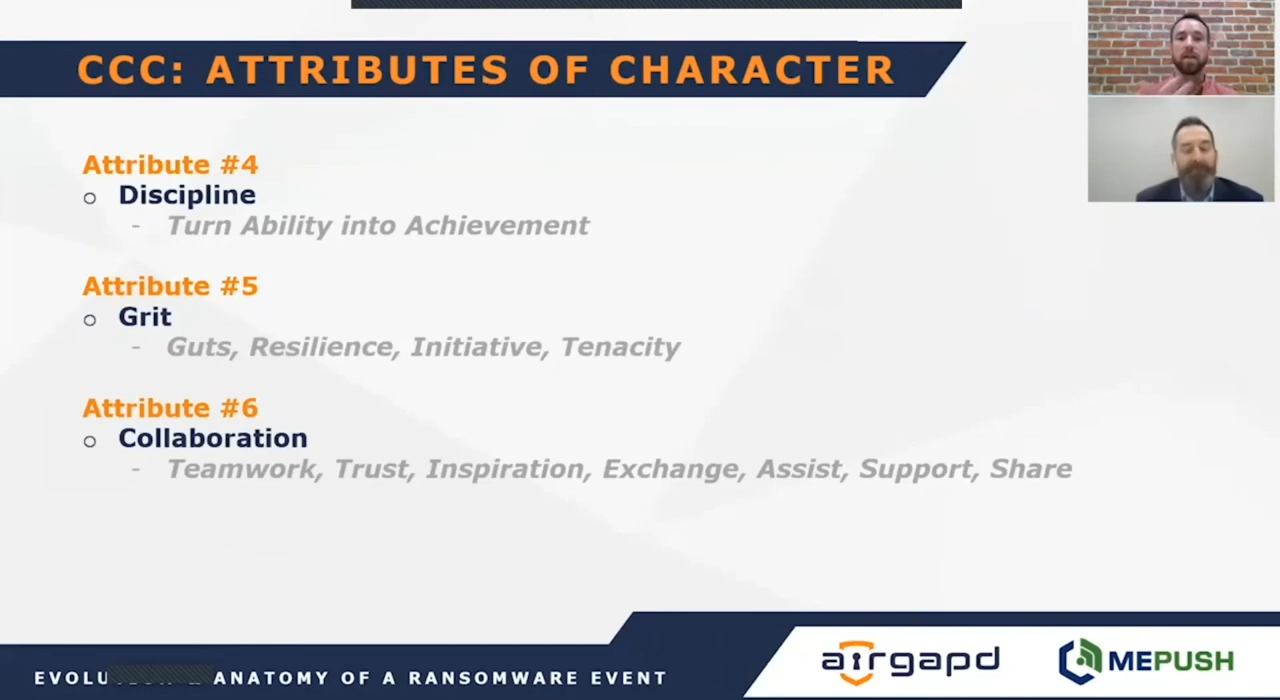 CCC: ATTRIBUTES OF CHARACTER
Attribute #4
Discipline
- Turn Ability into Achievement
Attribute #5
Grit
- Guts, Resilience, Initiative, Tenacity
Attribute #6
Collaboration
- Teamwork, Trust, Inspiration, Exchange, Assist, Support, Share
ANATOMY OF A RANSOMWARE EVENT
airgapd
MEPUSH